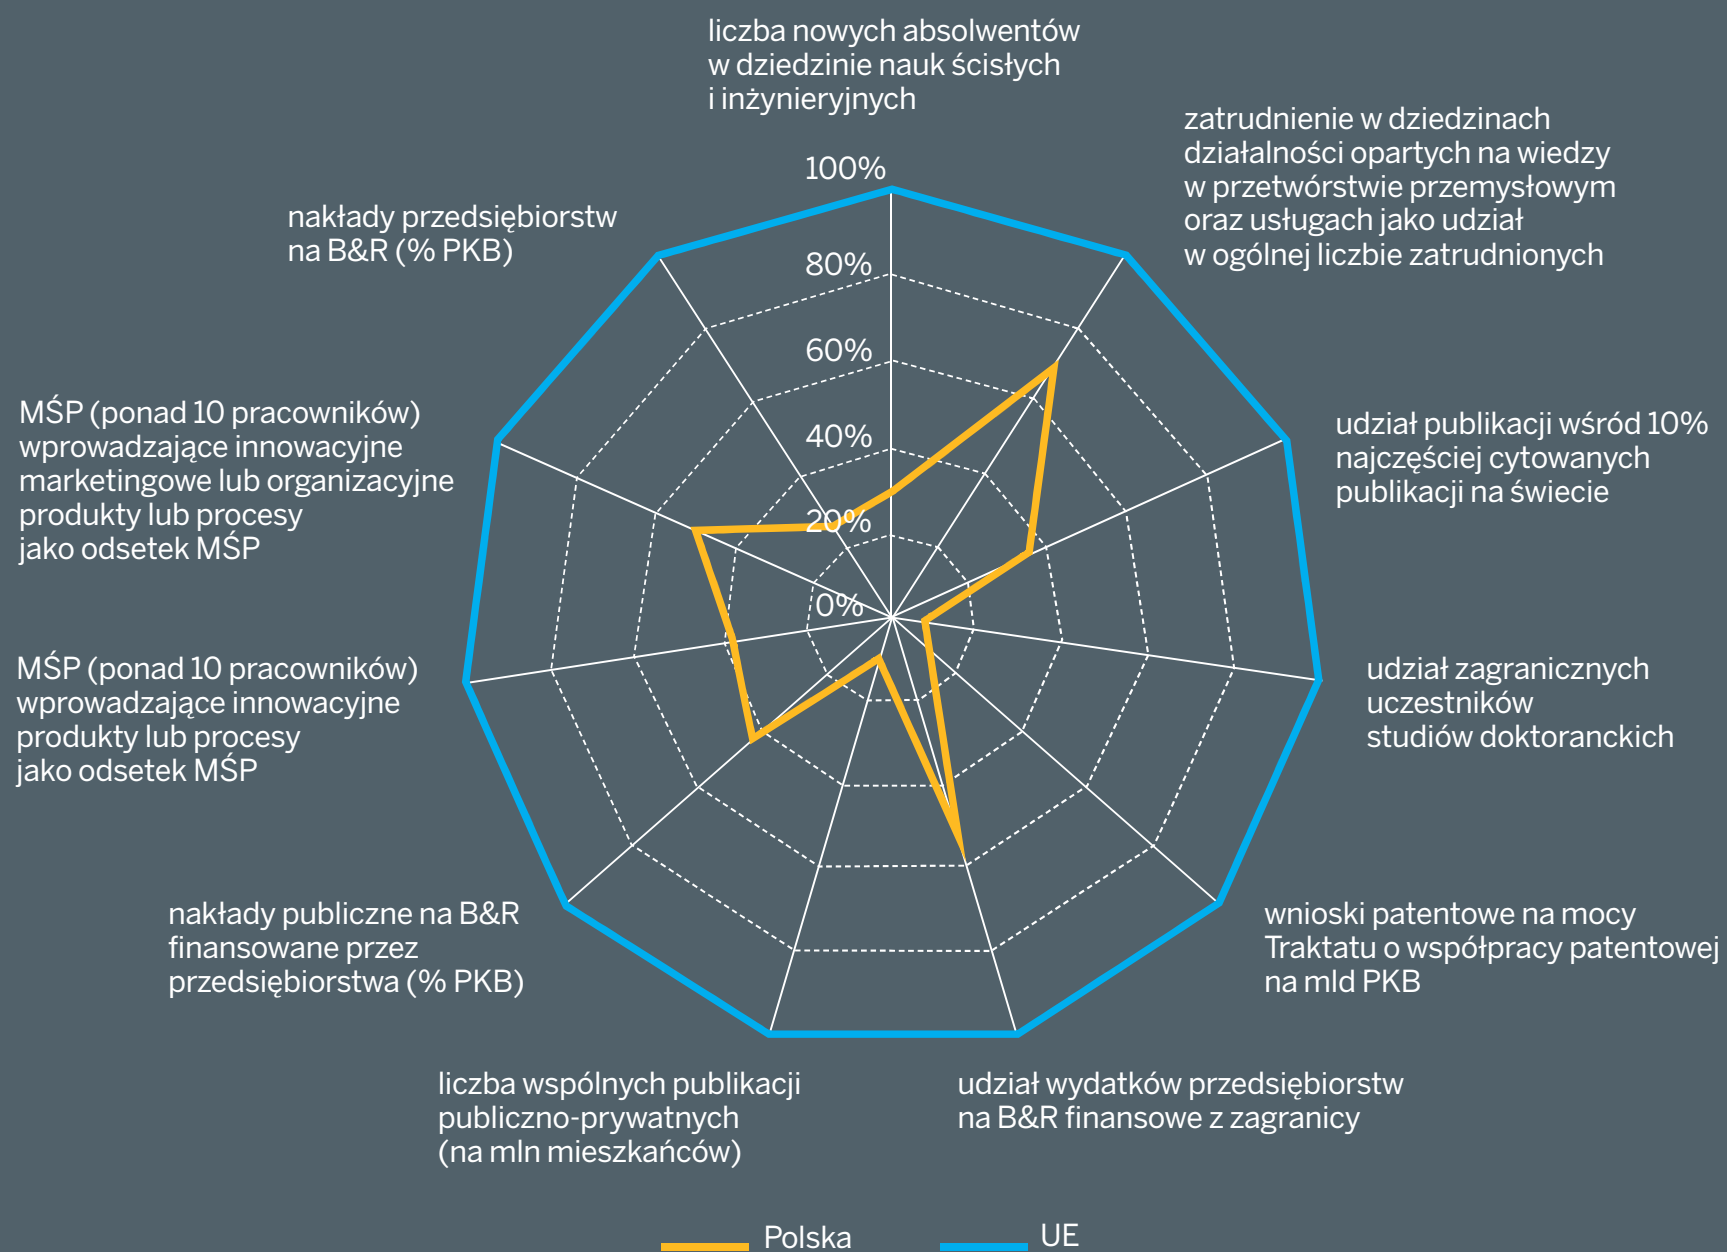 liczba nowych absolwentów
w dziedzinie nauk ścisłych
i inżynieryjnych
zatrudnienie w dziedzinach
działalności opartych na wiedzy
w przetwórstwie przemysłowym
oraz usługach jako udział
w ogólnej liczbie zatrudnionych
udział publikacji wśród 10%
najczęściej cytowanych
publikacji na świecie
udział zagranicznych
uczestników
studiów doktoranckich
wnioski patentowe na mocy
Traktatu o współpracy patentowej
na mld PKB
udział wydatków przedsiębiorstw
na B&R finansowe z zagranicy
liczba wspólnych publikacji
publiczno-prywatnych
(na mln mieszkańców)
nakłady publiczne na B&R
finansowane przez
przedsiębiorstwa (% PKB)
MŚP (ponad 10 pracowników)
wprowadzające innowacyjne
produkty lub procesy
jako odsetek MŚP
MŚP (ponad 10 pracowników)
wprowadzające innowacyjne
marketingowe lub organizacyjne
produkty lub procesy
jako odsetek MŚP
nakłady przedsiębiorstw
na B&R (% PKB)
100%
80%
60%
40%
20%
0%
Polska
UE